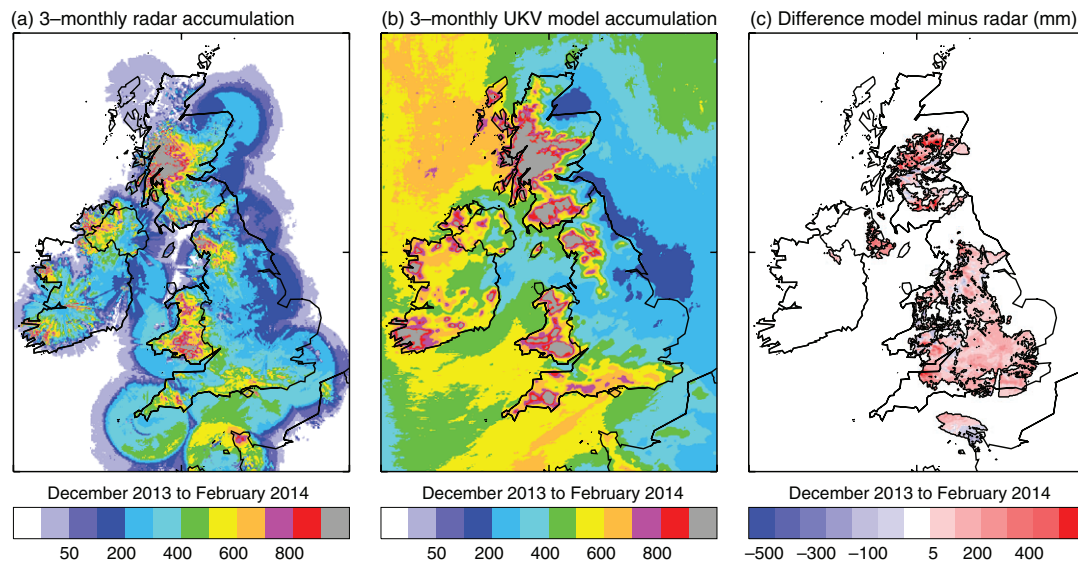 (a) 3–monthly radar accumulation
(b) 3–monthly UKV model accumulation
(c) Difference model minus radar (mm)
December 2013 to February 2014
December 2013 to February 2014
December 2013 to February 2014
50 200 400 600 800
50 200 400 600 800
–500 –300 –100 5 200 400